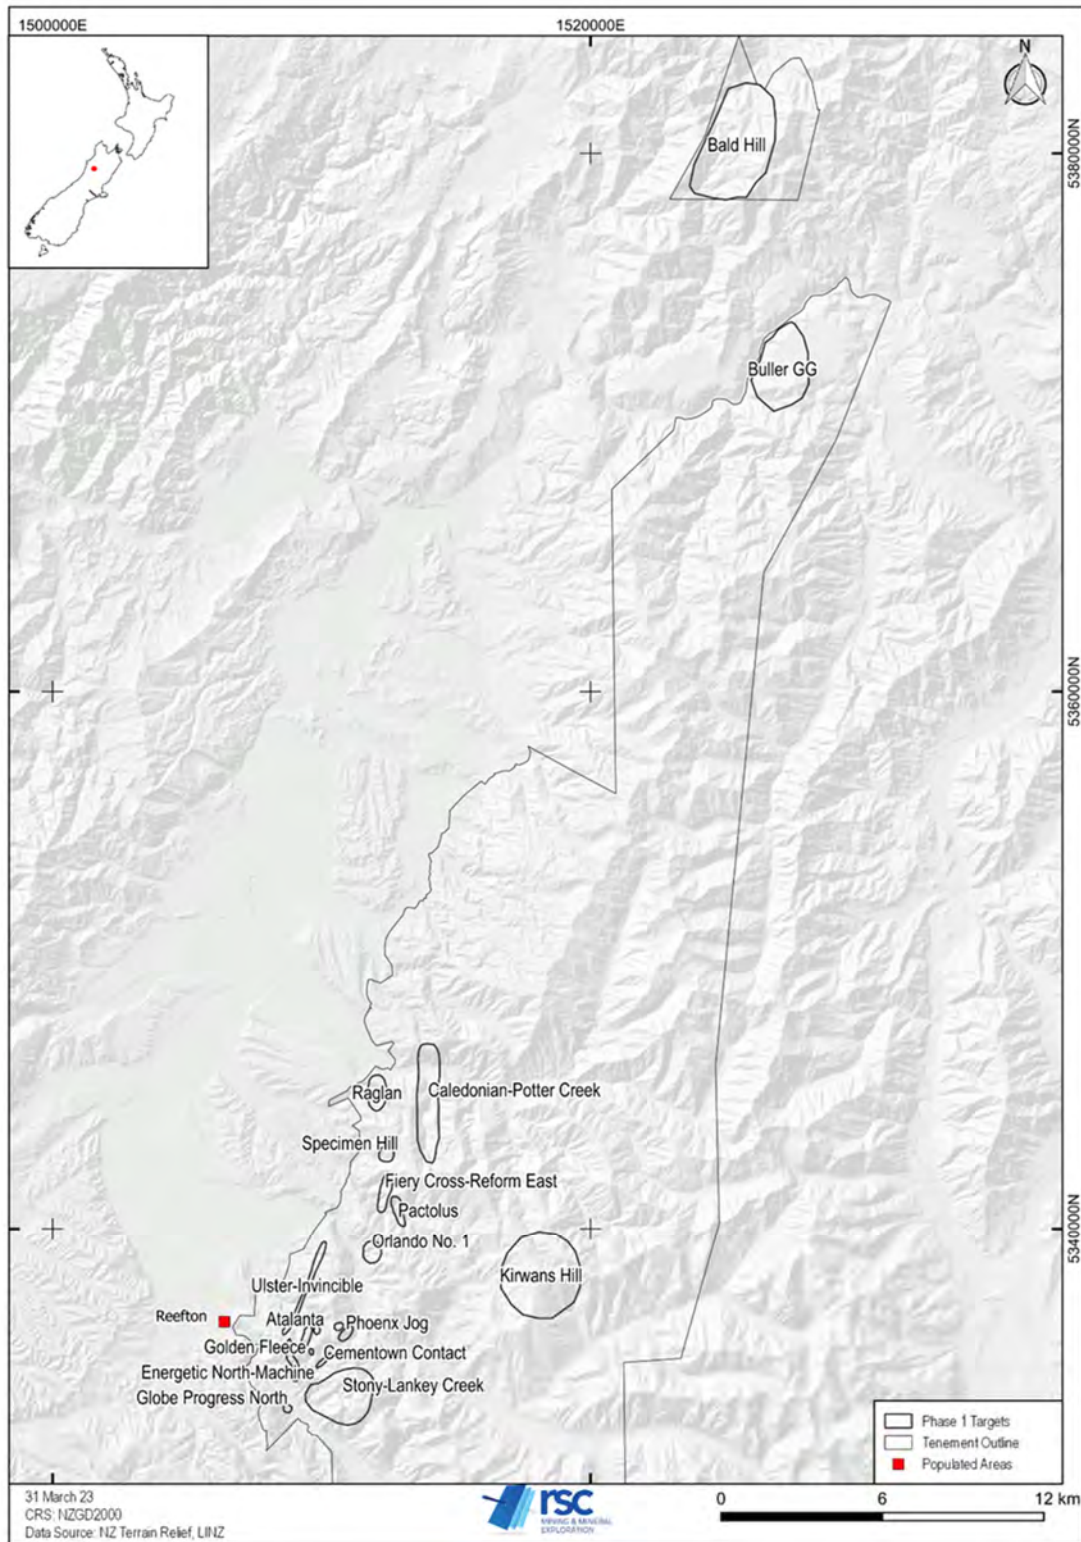 1500000E
1520000E
N
Bald Hill
5380000N
Buller GG
5360000N
Raglan
Caledonian-Potter Creek
Specimen Hill
Fiery Cross-Reform East
Pactolus
5340000N
Orlando No. 1
Kirwans Hill
Ulster-Invincible
Reefton
Atalanta
Phoenx Jog
Golden Fleece
Cementown Contact
Energetic North-Machine
Stony-Lankey Creek
Globe Progress North
Phase 1 Targets
Tenement Outline
Populated Areas
31 March 23
CRS: NZGD2000
Data Source: NZ Terrain Relief, LINZ
rsc
MINING & MINERAL
EXPLORATION
0 6 12 km